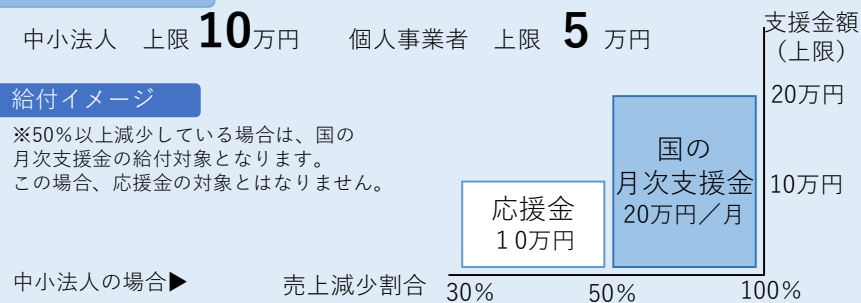 中小法人　上限 10万円　個人事業者　上限 5 万円
支援金額
（上限）
給付イメージ
※50%以上減少している場合は、国の
月次支援金の給付対象となります。
この場合、応援金の対象とはなりません。
20万円
国の
月次支援金
20万円／月
10万円
応援金
１0万円
中小法人の場合▶
売上減少割合
30%
50%
100%